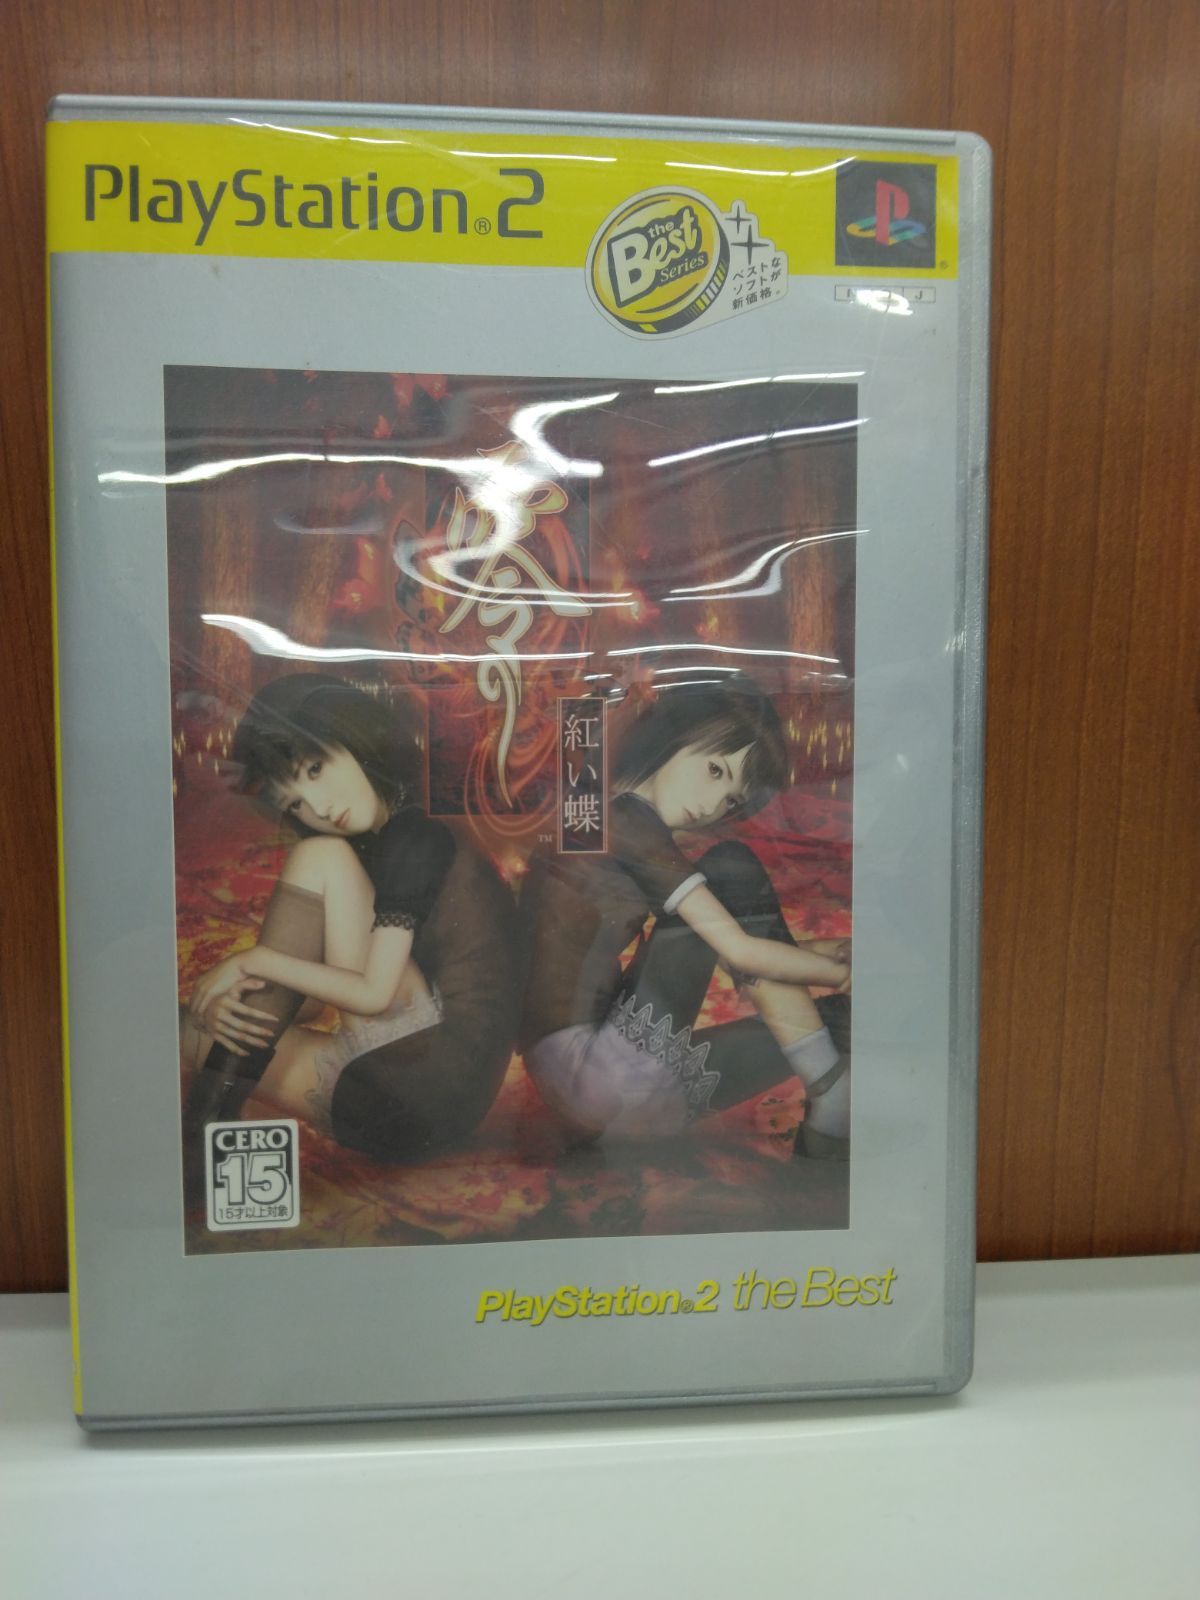 PlayStation®2
the
Best
Series
ベストな
ソフトが
新価格。
J
零
紅い蝶
TM
CERO
15
15才以上対象
PlayStation®2 the Best